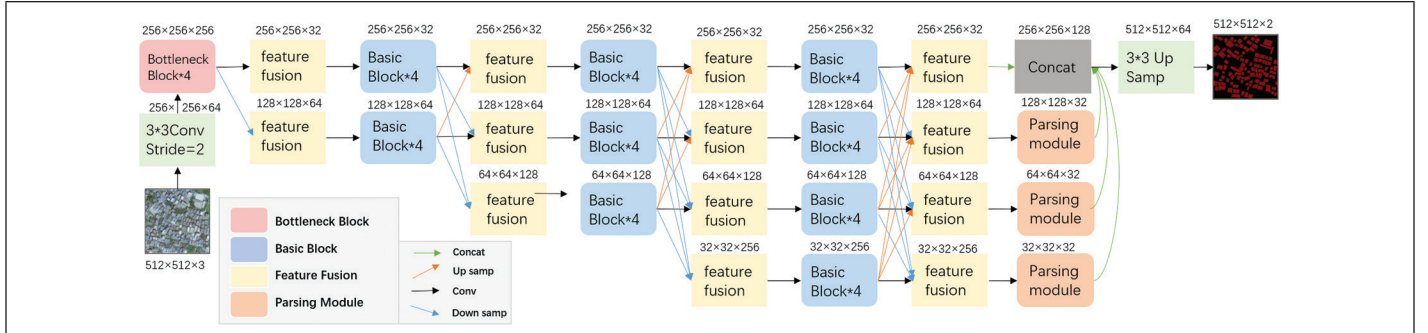 256×256×256
256×256×32
256×256×32
256×256×32
256×256×32
256×256×32
256×256×32
256×256×32
256×256×128
512×512×64
512×512×2
Bottleneck
Block*4
feature
fusion
Basic
Block*4
feature
fusion
Basic
Block*4
feature
fusion
Basic
Block*4
feature
fusion
Concat
3*3 Up
Samp
256×256×64
128×128×64
128×128×64
128×128×64
128×128×64
128×128×64
128×128×64
128×128×64
128×128×32
3*3Conv
Stride=2
feature
fusion
Basic
Block*4
feature
fusion
Basic
Block*4
feature
fusion
Basic
Block*4
feature
fusion
Parsing
module
64×64×128
64×64×128
64×64×128
64×64×128
64×64×128
64×64×32
feature
fusion
Basic
Block*4
feature
fusion
Basic
Block*4
feature
fusion
Parsing
module
512×512×3
32×32×256
32×32×256
32×32×256
32×32×32
feature
fusion
Basic
Block*4
feature
fusion
Parsing
module
Bottleneck Block
Basic Block
Feature Fusion
Parsing Module
Concat
Up samp
Conv
Down samp